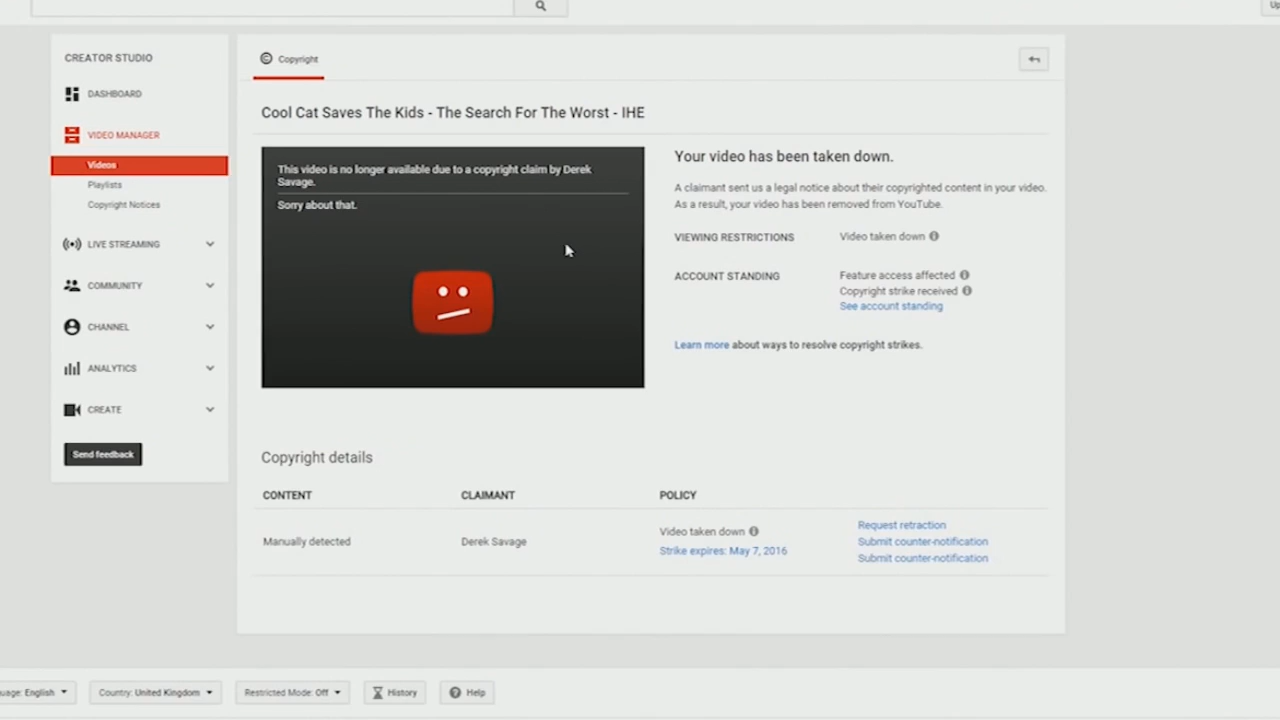 Up
CREATOR STUDIO
DASHBOARD
VIDEO MANAGER
Videos
Playlists
Copyright Notices
LIVE STREAMING
COMMUNITY
CHANNEL
ANALYTICS
CREATE
Send feedback
© Copyright
Cool Cat Saves The Kids - The Search For The Worst - IHE
This video is no longer available due to a copyright claim by Derek
Savage.
Sorry about that.
Your video has been taken down.
A claimant sent us a legal notice about their copyrighted content in your video.
As a result, your video has been removed from YouTube.
VIEWING RESTRICTIONS Video taken down
ACCOUNT STANDING Feature access affected
Copyright strike received
See account standing
Learn more about ways to resolve copyright strikes.
Copyright details
CONTENT CLAIMANT POLICY
Manually detected Derek Savage Video taken down
Strike expires: May 7, 2016
Request retraction
Submit counter-notification
Submit counter-notification
uage: English Country: United Kingdom Restricted Mode: Off History Help